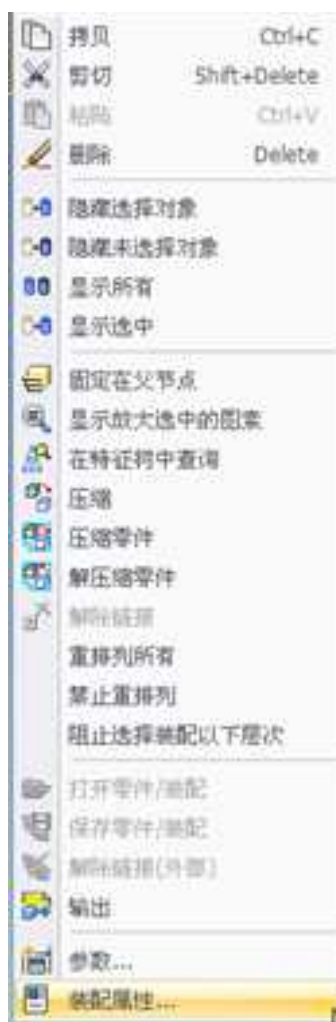 拷贝 Ctrl+C
剪切 Shift+Delete
粘贴 Ctrl+V
删除 Delete
隐藏选择对象
隐藏未选择对象
显示所有
显示选中
固定在父节点
显示放大选中的图素
在特征树中查询
压缩
压缩零件
解压缩零件
解除链接
重排列所有
禁止重排列
阻止选择装配以下层次
打开零件/装配
保存零件/装配
解除链接(外部)
输出
参数...
装配属性...